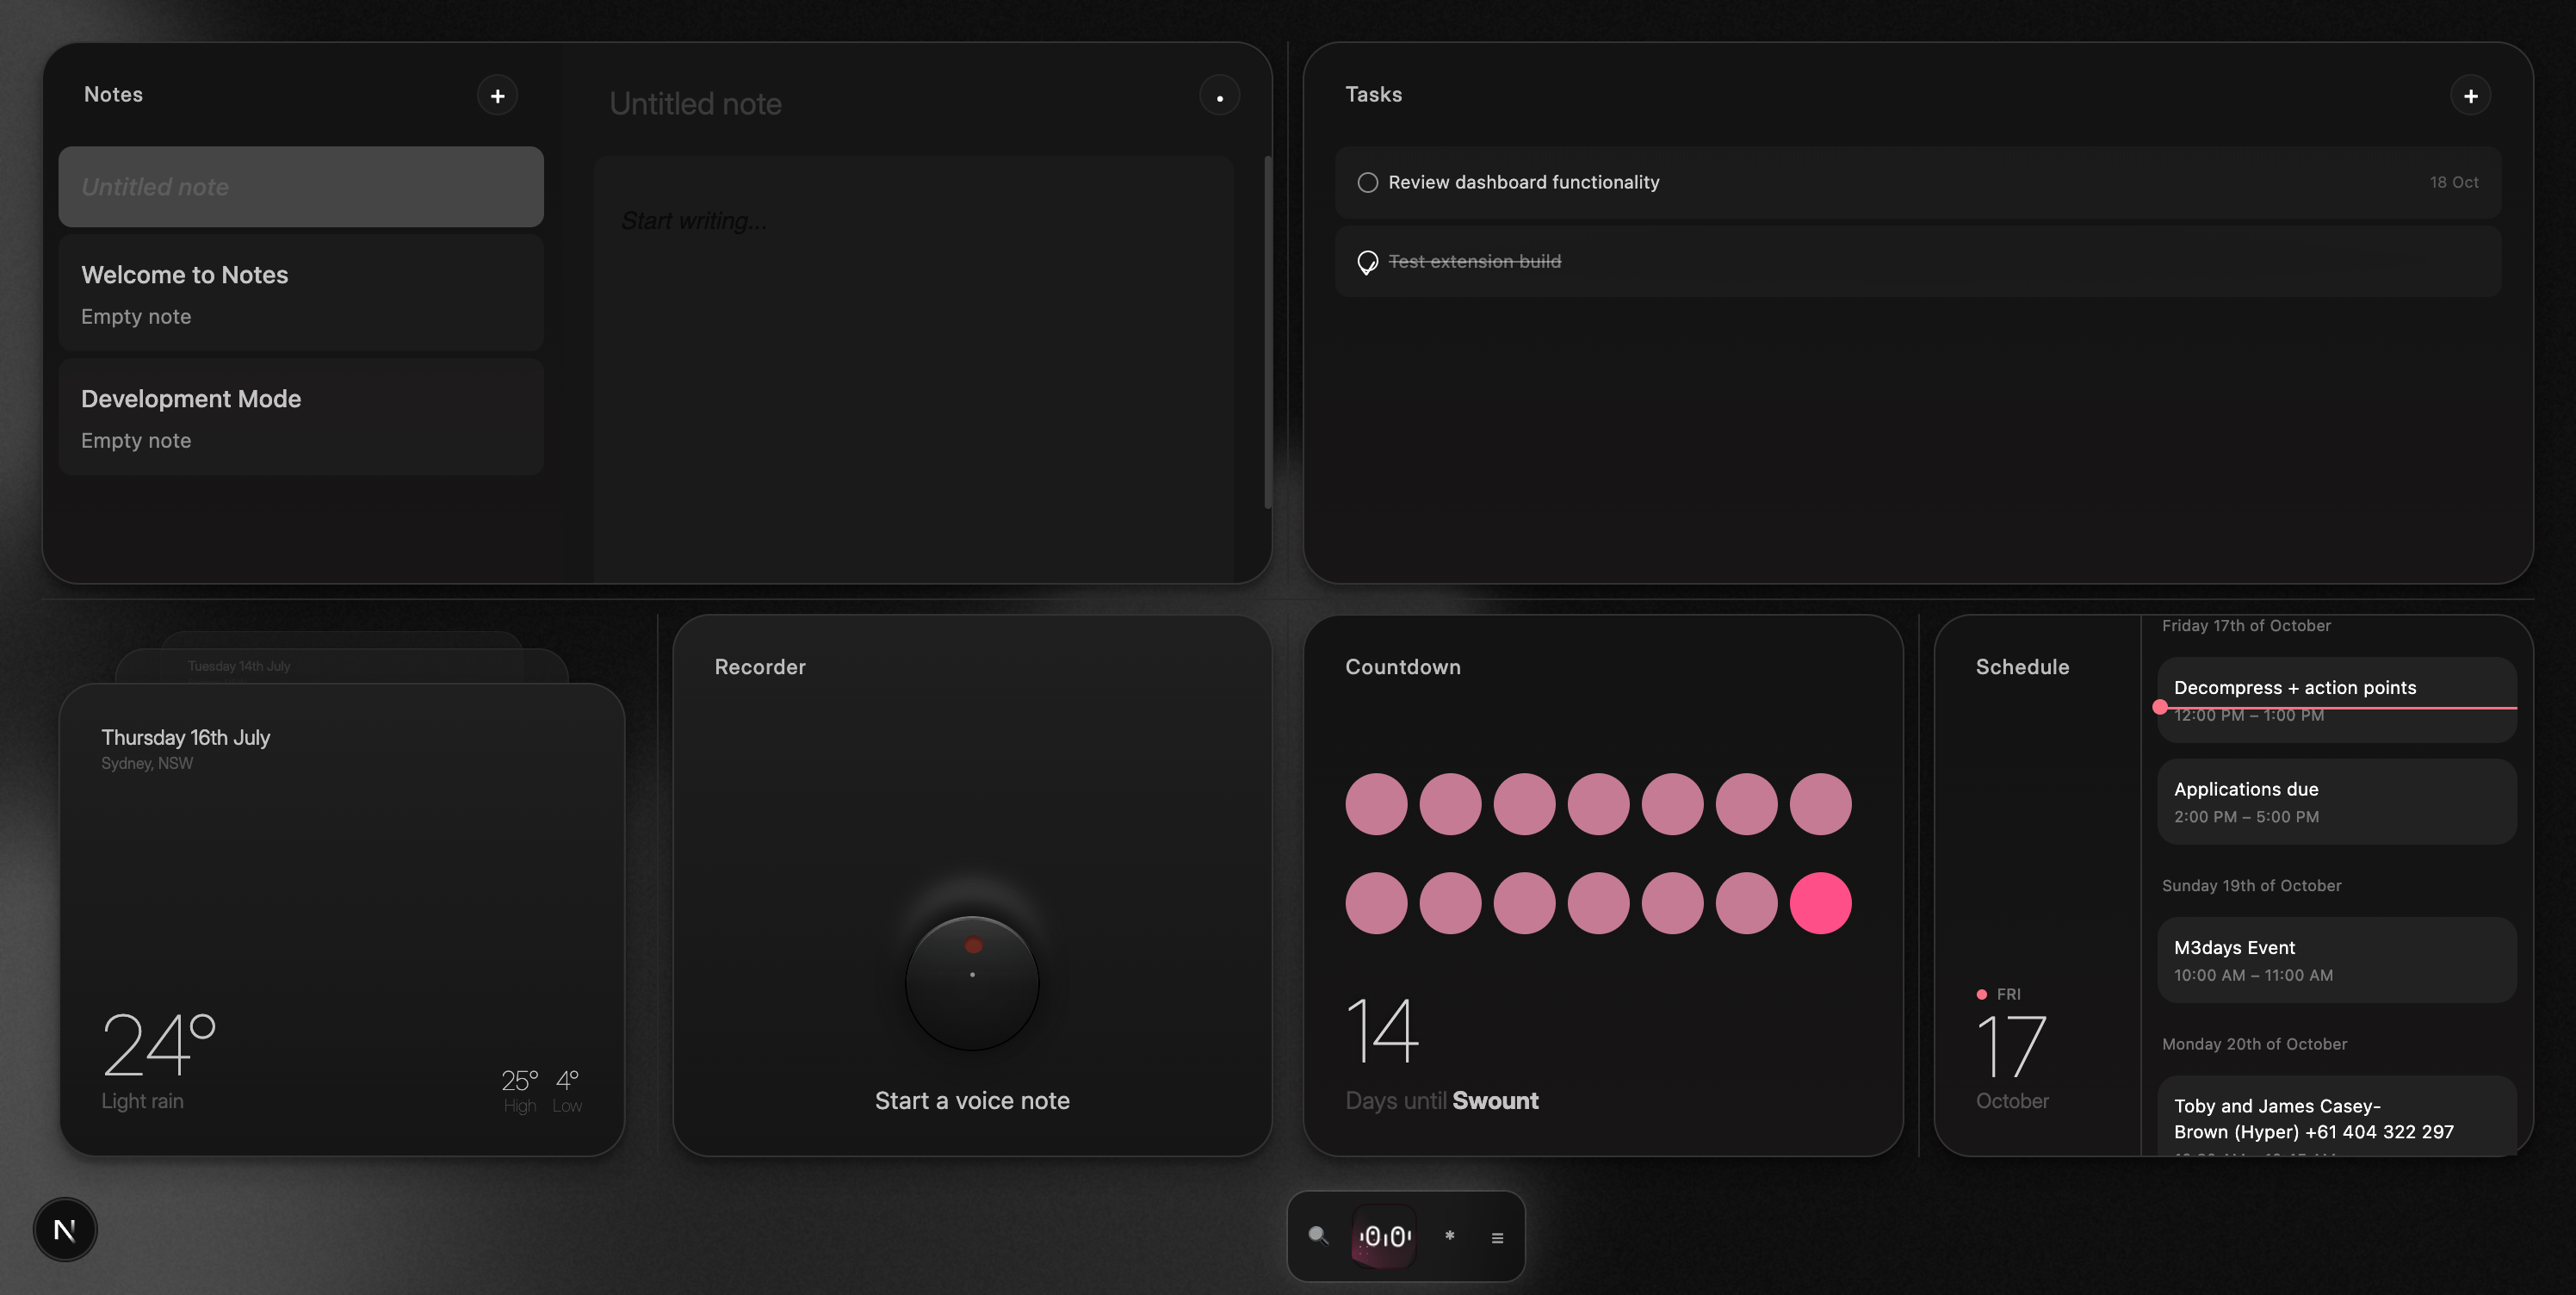 Notes
+
Untitled note
Welcome to Notes
Empty note
Development Mode
Empty note
Untitled note
Start writing...
Tasks
+
Review dashboard functionality
18 Oct
Test extension build
Tuesday 14th July
Thursday 16th July
Sydney, NSW
24°
Light rain
25° 4°
High Low
Recorder
Start a voice note
Countdown
14
Days until Swount
Schedule
FRI
17
October
Friday 17th of October
Decompress + action points
12:00 PM – 1:00 PM
Applications due
2:00 PM – 5:00 PM
Sunday 19th of October
M3days Event
10:00 AM – 11:00 AM
Monday 20th of October
Toby and James Casey-
Brown (Hyper) +61 404 322 297
N